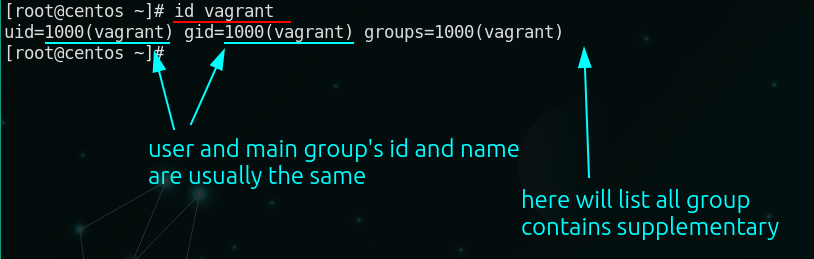 [root@centos ~]# id vagrant
uid=1000(vagrant) gid=1000(vagrant) groups=1000(vagrant)
[root@centos ~]#
user and main group's id and name
are usually the same
here will list all group
contains supplementary